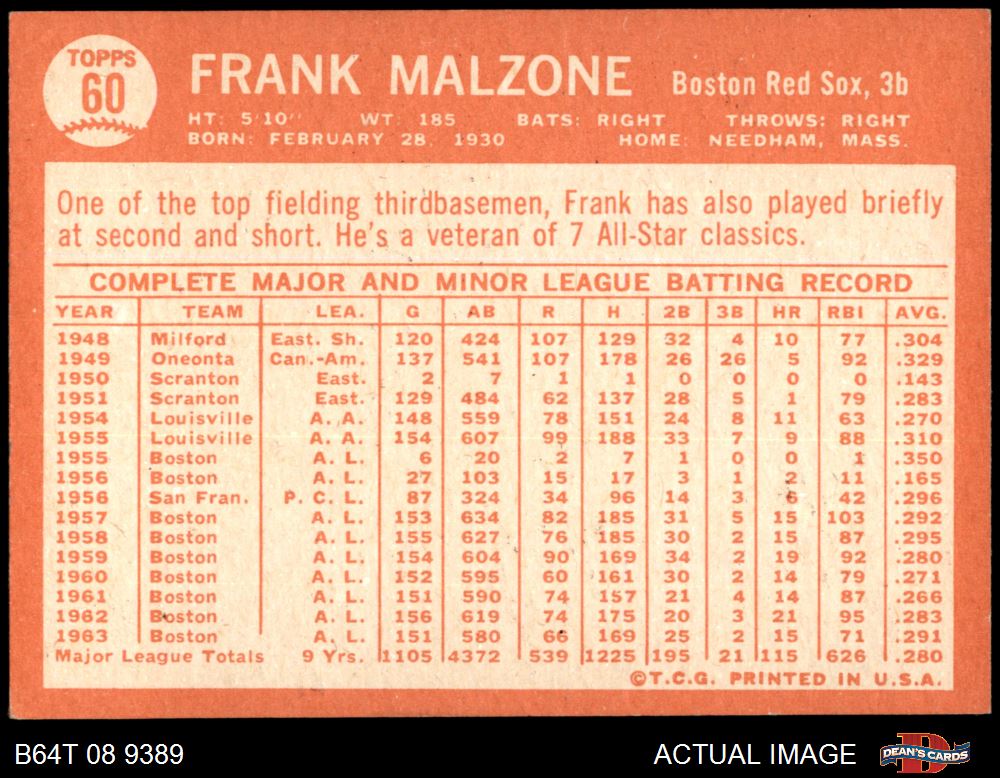 TOPPS
60
FRANK MALZONE Boston Red Sox, 3b
HT: 5'10" WT: 185 BATS: RIGHT THROWS: RIGHT
BORN: FEBRUARY 28, 1930 HOME: NEEDHAM, MASS.
One of the top fielding thirdbasemen, Frank has also played briefly
at second and short. He's a veteran of 7 All-Star classics.
COMPLETE MAJOR AND MINOR LEAGUE BATTING RECORD
YEAR TEAM LEA. G AB R H 2B 3B HR RBI AVG.
1948 Milford East. Sh. 120 424 107 129 32 4 10 77 .304
1949 Oneonta Can.-Am. 137 541 107 178 26 26 5 92 .329
1950 Scranton East. 2 7 1 1 0 0 0 0 .143
1951 Scranton East. 129 484 62 137 28 5 1 79 .283
1954 Louisville A. A. 148 559 78 151 24 8 11 63 .270
1955 Louisville A. A. 154 607 99 188 33 7 9 88 .310
1955 Boston A. L. 6 20 2 7 1 0 0 1 .350
1956 Boston A. L. 27 103 15 17 3 1 2 11 .165
1956 San Fran. P. C. L. 87 324 34 96 14 3 6 42 .296
1957 Boston A. L. 153 634 82 185 31 5 15 103 .292
1958 Boston A. L. 155 627 76 185 30 2 15 87 .295
1959 Boston A. L. 154 604 90 169 34 2 19 92 .280
1960 Boston A. L. 152 595 60 161 30 2 14 79 .271
1961 Boston A. L. 151 590 74 157 21 4 14 87 .266
1962 Boston A. L. 156 619 74 175 20 3 21 95 .283
1963 Boston A. L. 151 580 66 169 25 2 15 71 .291
Major League Totals 9 Yrs. 1105 4372 539 1225 195 21 115 626 .280
©T.C.G. PRINTED IN U.S.A.
B64T 08 9389 ACTUAL IMAGE DEAN'S CARDS